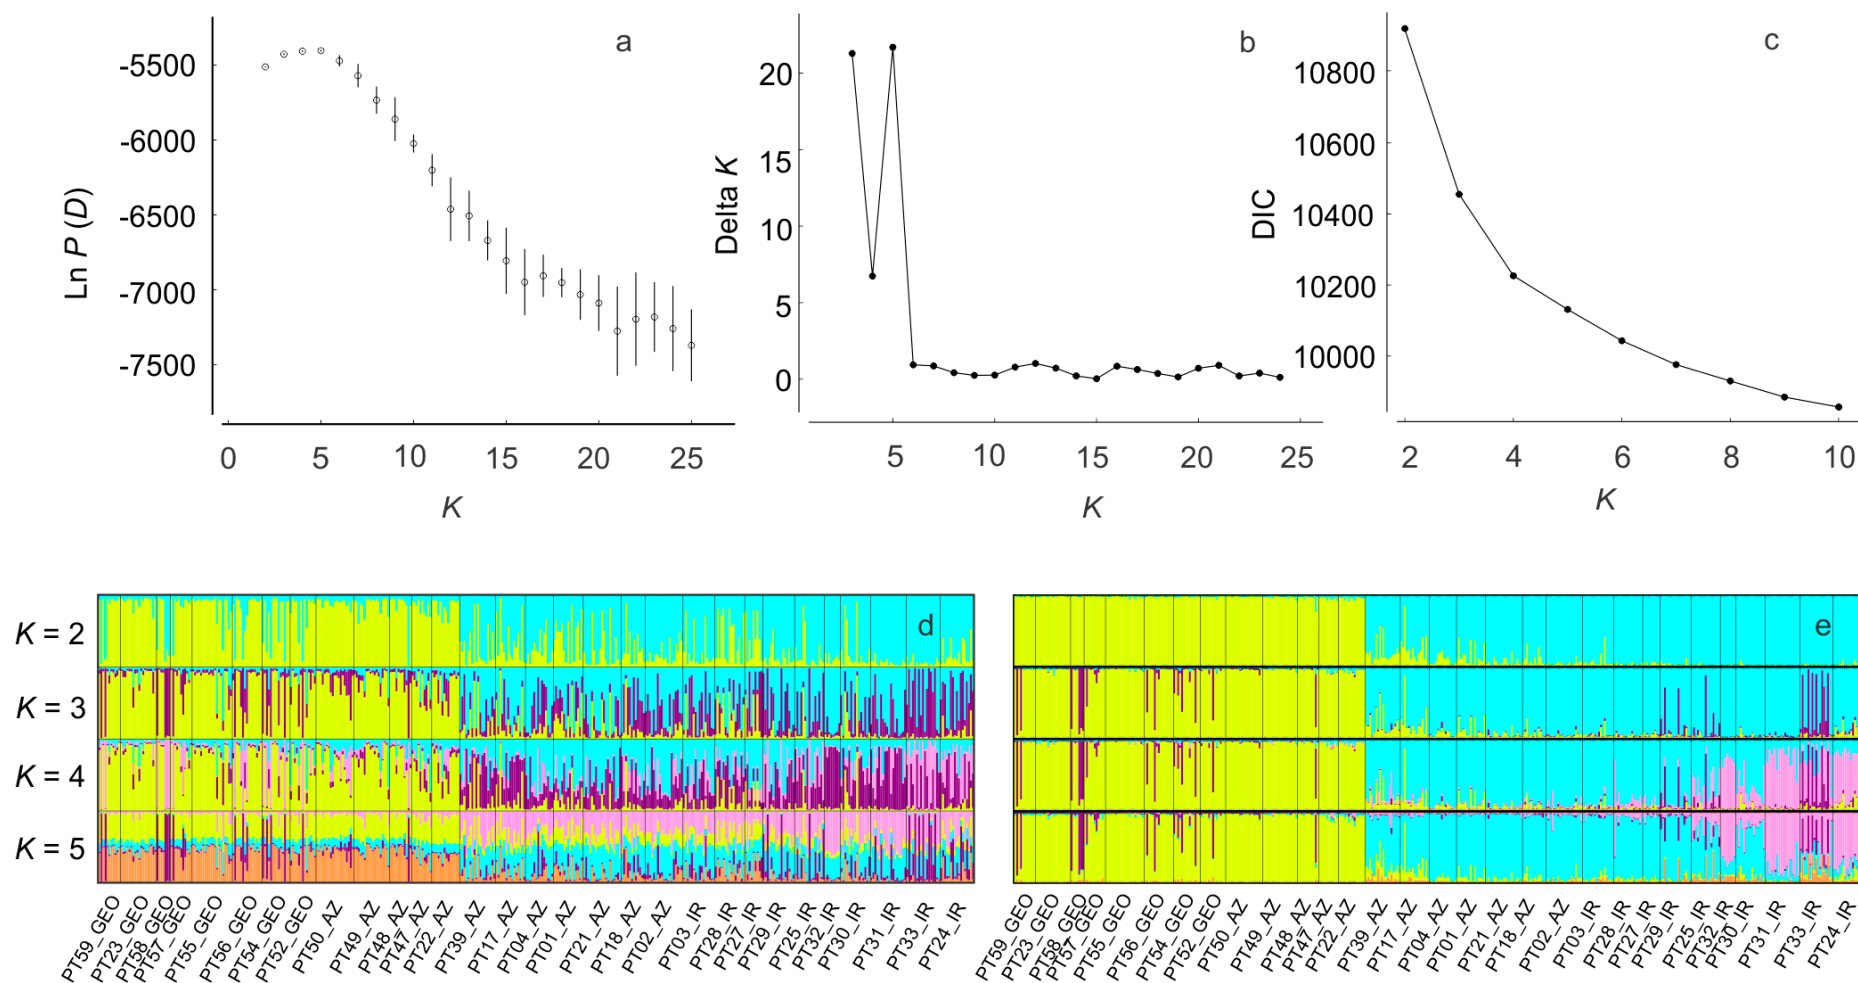 a
Ln P (D)
-5500
-6000
-6500
-7000
-7500
0 5 10 15 20 25
K
b
Delta K
20
15
10
5
0
5 10 15 20 25
K
c
DIC
10800
10600
10400
10200
10000
2 4 6 8 10
K
K = 2
K = 3
K = 4
K = 5
d
PT59_GEO
PT23_GEO
PT58_GEO
PT57_GEO
PT55_GEO
PT56_GEO
PT54_GEO
PT52_GEO
PT50_AZ
PT49_AZ
PT48_AZ
PT47_AZ
PT22_AZ
PT39_AZ
PT17_AZ
PT04_AZ
PT01_AZ
PT21_AZ
PT18_AZ
PT02_AZ
PT03_IR
PT28_IR
PT27_IR
PT29_IR
PT25_IR
PT32_IR
PT30_IR
PT31_IR
PT33_IR
PT24_IR
e
PT59_GEO
PT23_GEO
PT58_GEO
PT57_GEO
PT55_GEO
PT56_GEO
PT54_GEO
PT52_GEO
PT50_AZ
PT49_AZ
PT48_AZ
PT47_AZ
PT22_AZ
PT39_AZ
PT17_AZ
PT04_AZ
PT01_AZ
PT21_AZ
PT18_AZ
PT02_AZ
PT03_IR
PT28_IR
PT27_IR
PT29_IR
PT25_IR
PT32_IR
PT30_IR
PT31_IR
PT33_IR
PT24_IR